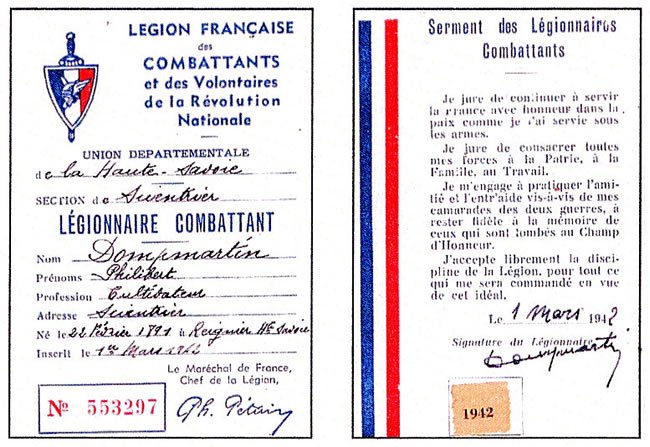 LEGION FRANÇAISE
des
COMBATTANTS
et des Volontaires
de la Révolution
Nationale
UNION DEPARTEMENTALE
de la Haute-Savoie
SECTION de Scientrier
LÉGIONNAIRE COMBATTANT
Nom Dompmartin
Prénoms Philibert
Profession Cultivateur
Adresse Scientrier
Né le 22 Février 1891 à Reignier Hte Savoie
Inscrit le 1er Mars 1942
Le Maréchal de France,
Chef de la Légion,
Nº 553297
Ph. Pétain
Serment des Légionnaires
Combattants
Je jure de continuer à servir
la France avec honneur dans la
paix comme je l'ai servie sous
les armes.
Je jure de consacrer toutes
mes forces à la Patrie, à la
Famille, au Travail.
Je m'engage à pratiquer l'ami-
tié et l'entr'aide vis-à-vis de mes
camarades des deux guerres, à
rester fidèle à la mémoire de
ceux qui sont tombés au Champ
d'Honneur.
J'accepte librement la disci-
pline de la Légion, pour tout ce
qui me sera commandé en vue
de cet idéal.
Le 1 Mars 1942
Signature du Légionnaire
Dompmartin
1942